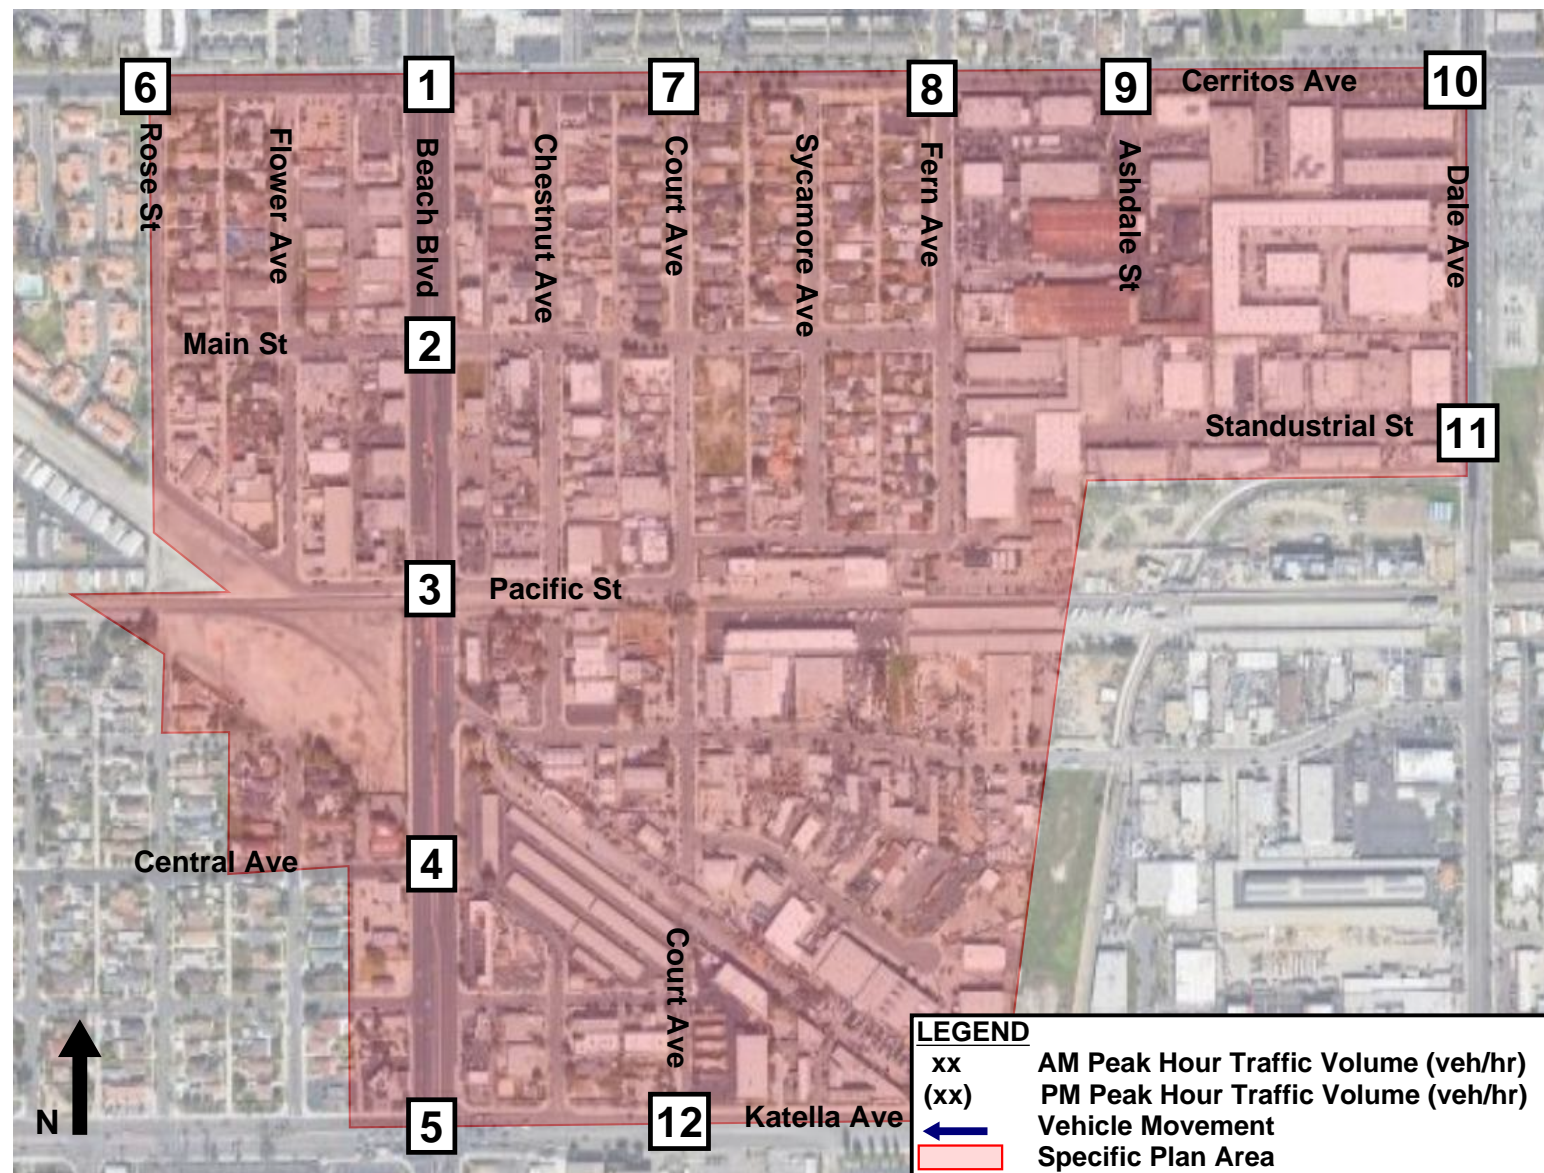 6
1
7
8
9
Cerritos Ave
10
Rose St
Flower Ave
Beach Blvd
Chestnut Ave
Court Ave
Sycamore Ave
Fern Ave
Ashdale St
Dale Ave
Main St
2
Standustrial St
11
3
Pacific St
Central Ave
4
Court Ave
N
5
12
Katella Ave
LEGEND
xx AM Peak Hour Traffic Volume (veh/hr)
(xx) PM Peak Hour Traffic Volume (veh/hr)
Vehicle Movement
Specific Plan Area